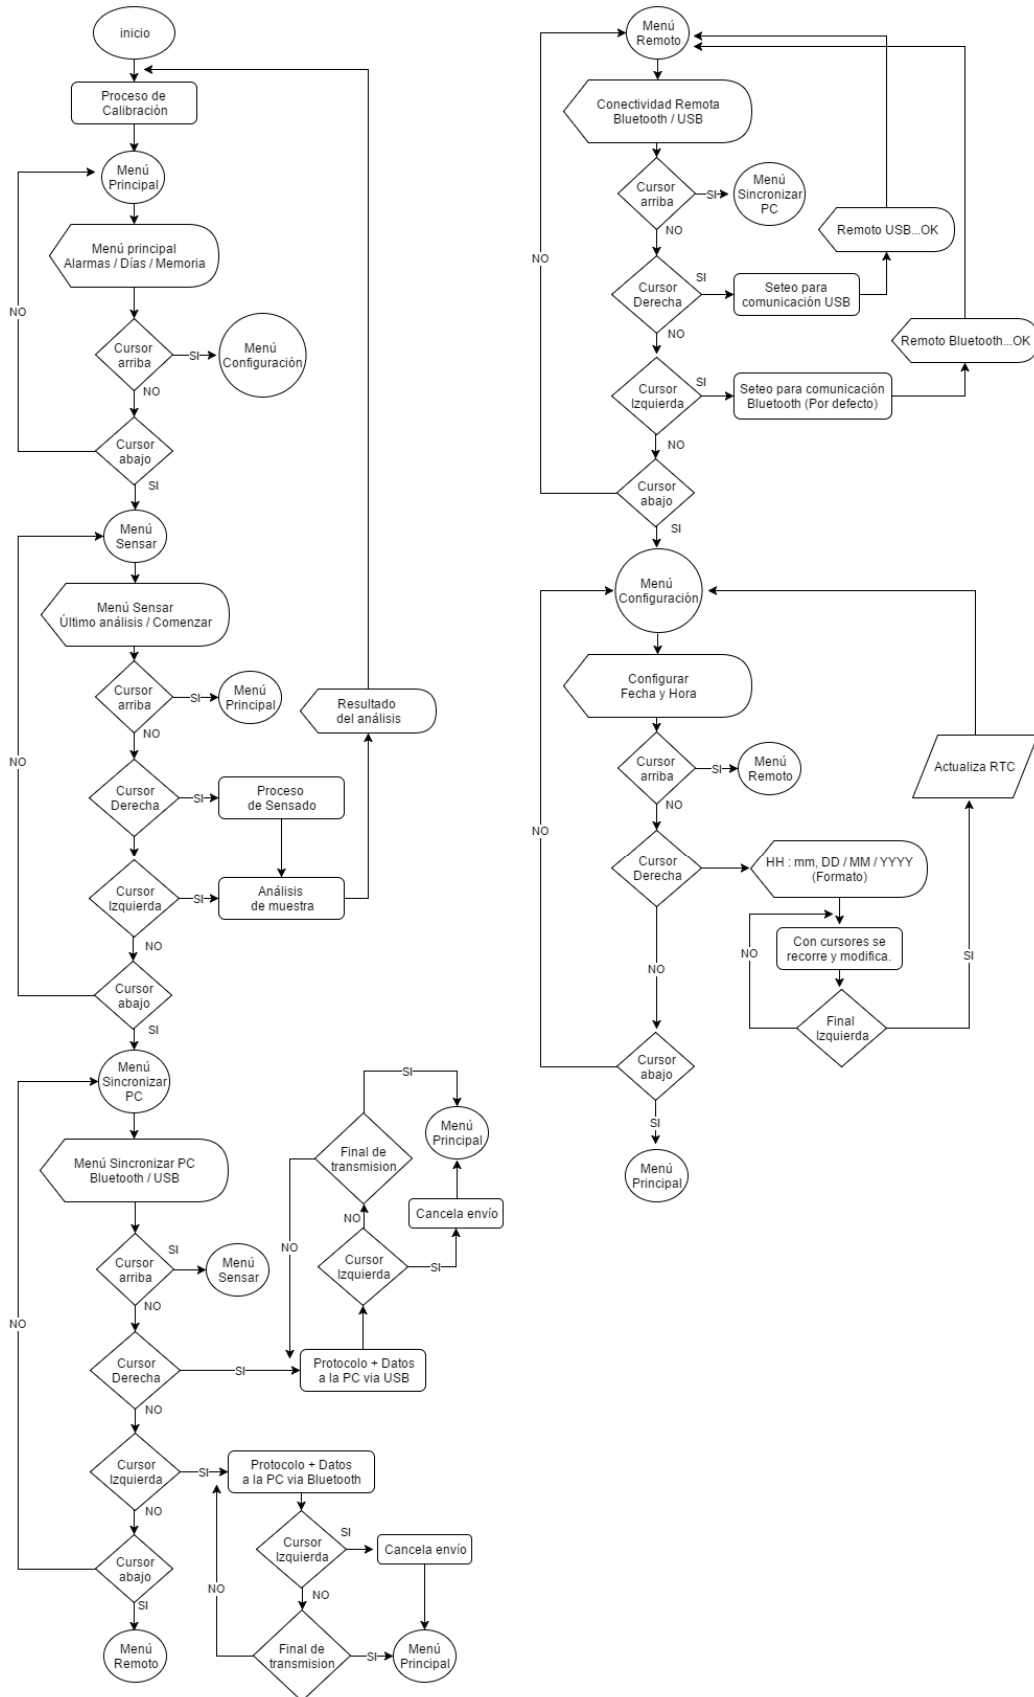 inicio
Proceso de
Calibración
Menú
Principal
Menú principal
Alarmas / Días / Memoria
NO
Cursor
arriba
SI
Menú
Configuración
NO
Cursor
abajo
SI
Menú
Sensar
Menú Sensar
Último análisis / Comenzar
Cursor
arriba
SI
Menú
Principal
Resultado
del análisis
NO
NO
Cursor
Derecha
SI
Proceso
de Sensado
Cursor
Izquierda
SI
Análisis
de muestra
NO
Cursor
abajo
SI
Menú
Sincronizar
PC
Menú Sincronizar PC
Bluetooth / USB
Cursor
arriba
SI
Menú
Sensar
NO
NO
Cursor
Derecha
SI
Protocolo + Datos
a la PC via USB
Cursor
Izquierda
SI
Cancela envío
NO
Final de
transmision
NO
SI
Menú
Principal
NO
Cursor
Izquierda
SI
Protocolo + Datos
a la PC via Bluetooth
Cursor
Izquierda
SI
Cancela envío
NO
NO
Final de
transmision
SI
Menú
Principal
NO
Cursor
abajo
SI
Menú
Remoto
Menú
Remoto
Conectividad Remota
Bluetooth / USB
Cursor
arriba
SI
Menú
Sincronizar
PC
NO
Remoto USB...OK
NO
Cursor
Derecha
SI
Seteo para
comunicación USB
NO
Remoto Bluetooth...OK
Cursor
Izquierda
SI
Seteo para comunicación
Bluetooth (Por defecto)
NO
Cursor
abajo
SI
Menú
Configuración
Configurar
Fecha y Hora
Cursor
arriba
SI
Menú
Remoto
Actualiza RTC
NO
NO
Cursor
Derecha
HH : mm, DD / MM / YYYY
(Formato)
Con cursores se
recorre y modifica.
NO
SI
Final
Izquierda
NO
Cursor
abajo
SI
Menú
Principal